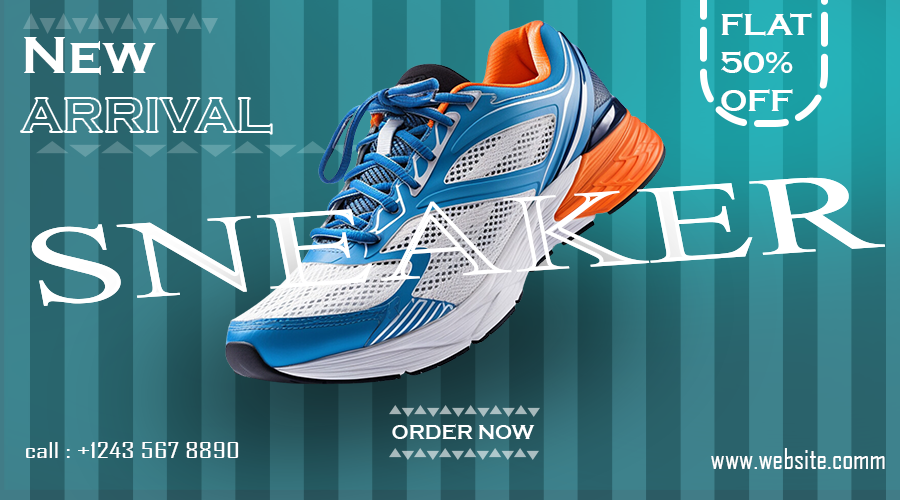 New
ARRIVAL
FLAT
50%
OFF
SNEAKER
ORDER NOW
call : +1243 567 8890
www.website.comm